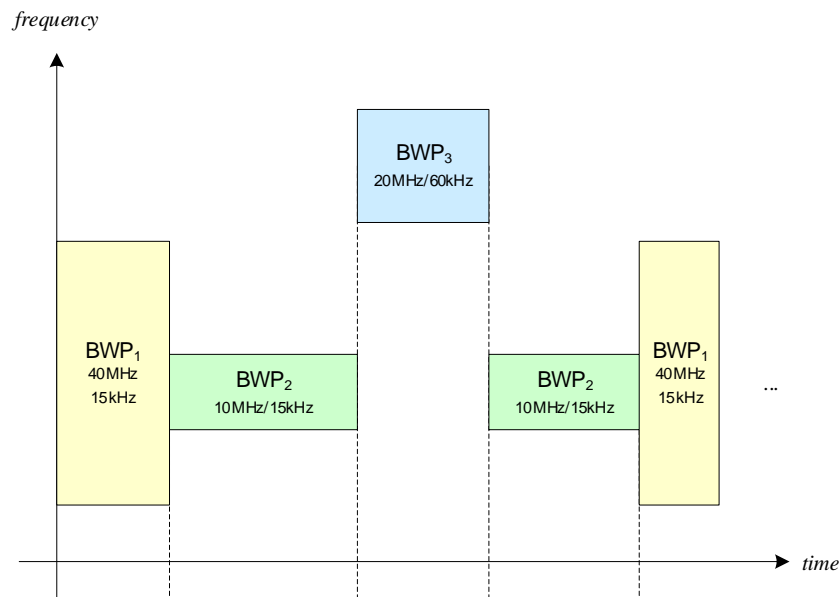 frequency
BWP₃
20MHz/60kHz
BWP₁
40MHz
15kHz
BWP₂
10MHz/15kHz
BWP₂
10MHz/15kHz
BWP₁
40MHz
15kHz
...
time